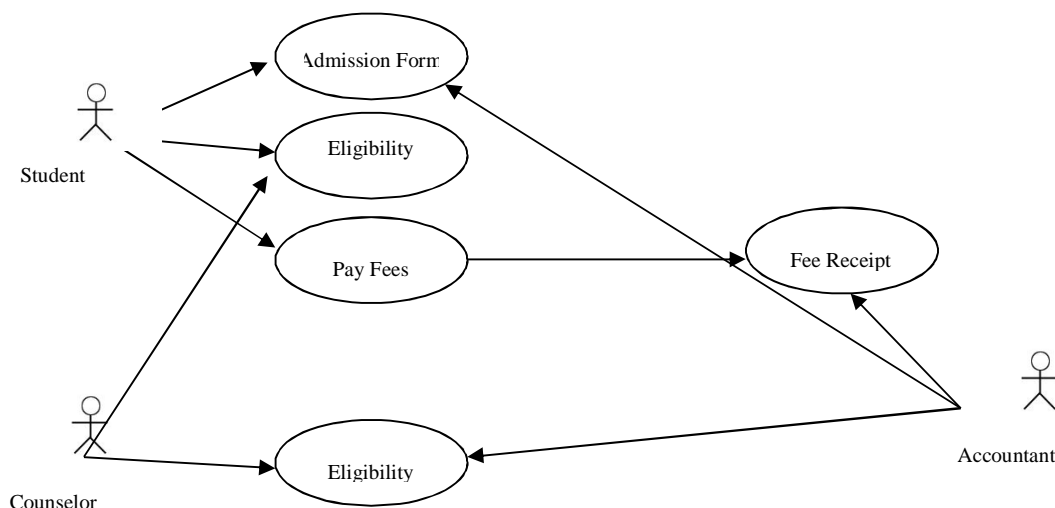 Admission Form
Eligibility
Student
Pay Fees
Fee Receipt
Accountant
Eligibility
Counselor